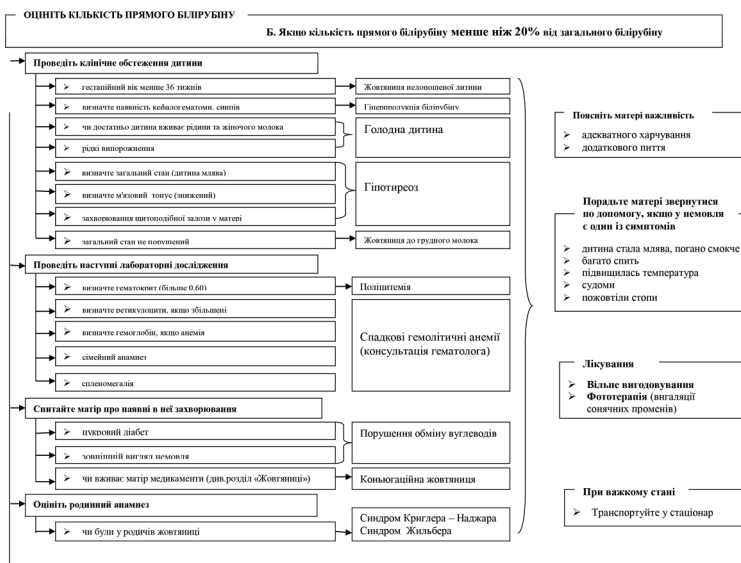 ОЦІНІТЬ КІЛЬКІСТЬ ПРЯМОГО БІЛІРУБІНУ
Б. Якщо кількість прямого білірубіну менше ніж 20% від загального білірубіну
Проведіть клінічне обстеження дитини
➢ гестаційний вік менше 36 тижнів
Жовтяниця недоношеної дитини
➢ визначте наявність кефалогематоми. синців
Гіперпродукція білірубіну
➢ чи достатньо дитина вживає рідини та жіночого молока
➢ рідкі випорожнення
Голодна дитина
➢ визначте загальний стан (дитина млява)
➢ визначте м'язовий тонус (знижений)
➢ захворювання щитоподібної залози у матері
Гіпотиреоз
➢ загальний стан не порушений
Жовтяниця до грудного молока
Проведіть наступні лабораторні дослідження
➢ визначте гематокрит (більше 0.60)
Поліцитемія
➢ визначте ретикулоцити, якщо збільшені
➢ визначте гемоглобін, якщо анемія
➢ сімейний анамнез
➢ спленомегалія
Спадкові гемолітичні анемії
(консультація гематолога)
Спитайте матір про наявні в неї захворювання
➢ цукровий діабет
➢ зовнішній вигляд немовля
Порушення обміну вуглеводів
➢ чи вживає матір медикаменти (див.розділ «Жовтяниці»)
Коньюгаційна жовтяниця
Оцініть родинний анамнез
➢ чи були у родичів жовтяниці
Синдром Криглера – Наджара
Синдром Жильбера
Поясніть матері важливість
➢ адекватного харчування
➢ додаткового пиття
Порадьте матері звернутися
по допомогу, якщо у немовля
є один із симптомів
➢ дитина стала млява, погано смокче
➢ багато спить
➢ підвищилась температура
➢ судоми
➢ пожовтіли стопи
Лікування
➢ Вільне вигодовування
➢ Фототерапія (внгаляції
сонячних променів)
При важкому стані
➢ Транспортуйте у стаціонар